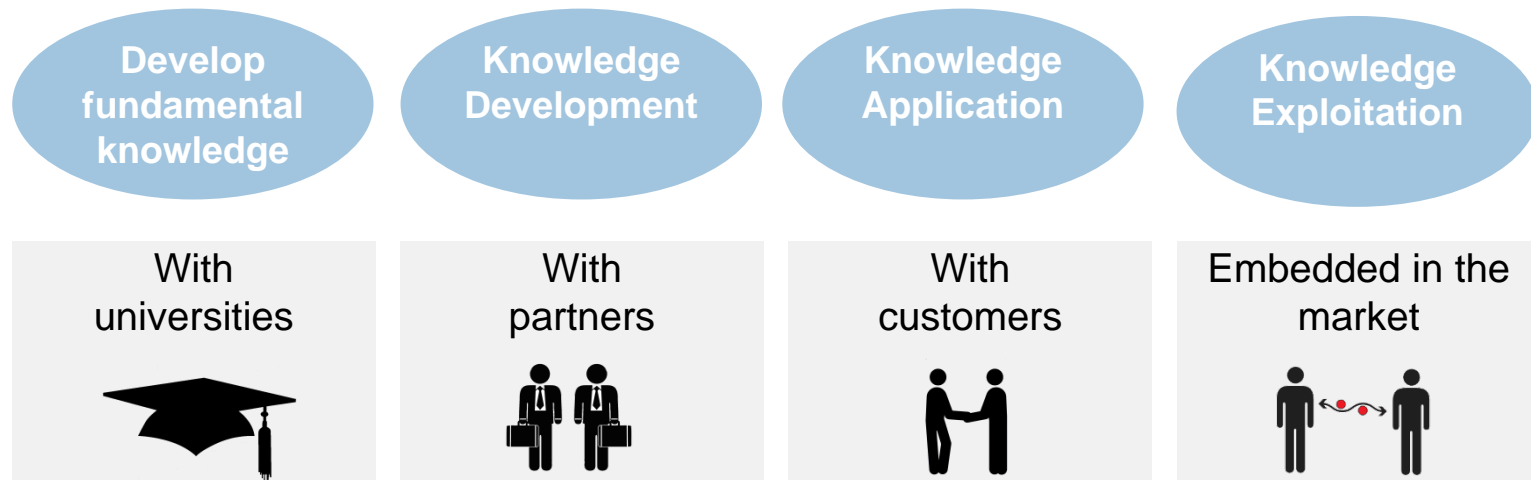 Develop
fundamental
knowledge
Knowledge
Development
Knowledge
Application
Knowledge
Exploitation
With
universities
With
partners
With
customers
Embedded in the
market